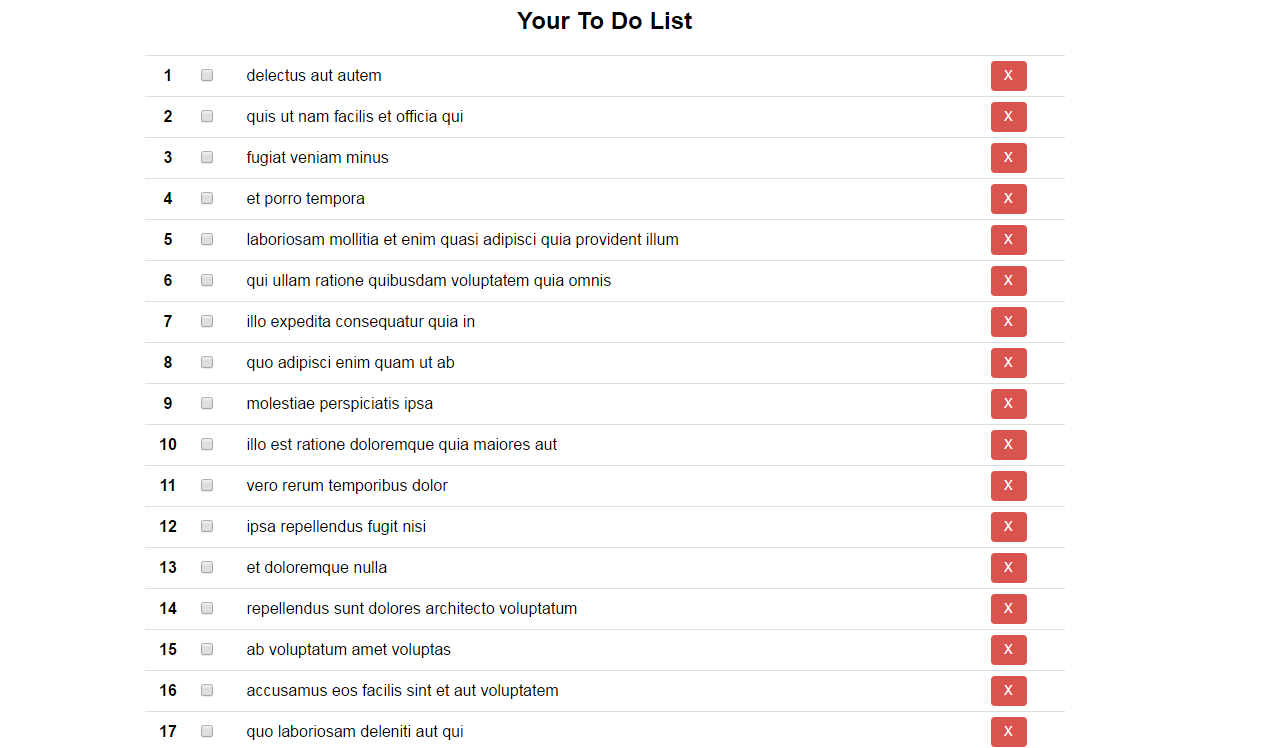 Your To Do List
1 delectus aut autem X
2 quis ut nam facilis et officia qui X
3 fugiat veniam minus X
4 et porro tempora X
5 laboriosam mollitia et enim quasi adipisci quia provident illum X
6 qui ullam ratione quibusdam voluptatem quia omnis X
7 illo expedita consequatur quia in X
8 quo adipisci enim quam ut ab X
9 molestiae perspiciatis ipsa X
10 illo est ratione doloremque quia maiores aut X
11 vero rerum temporibus dolor X
12 ipsa repellendus fugit nisi X
13 et doloremque nulla X
14 repellendus sunt dolores architecto voluptatum X
15 ab voluptatum amet voluptas X
16 accusamus eos facilis sint et aut voluptatem X
17 quo laboriosam deleniti aut qui X